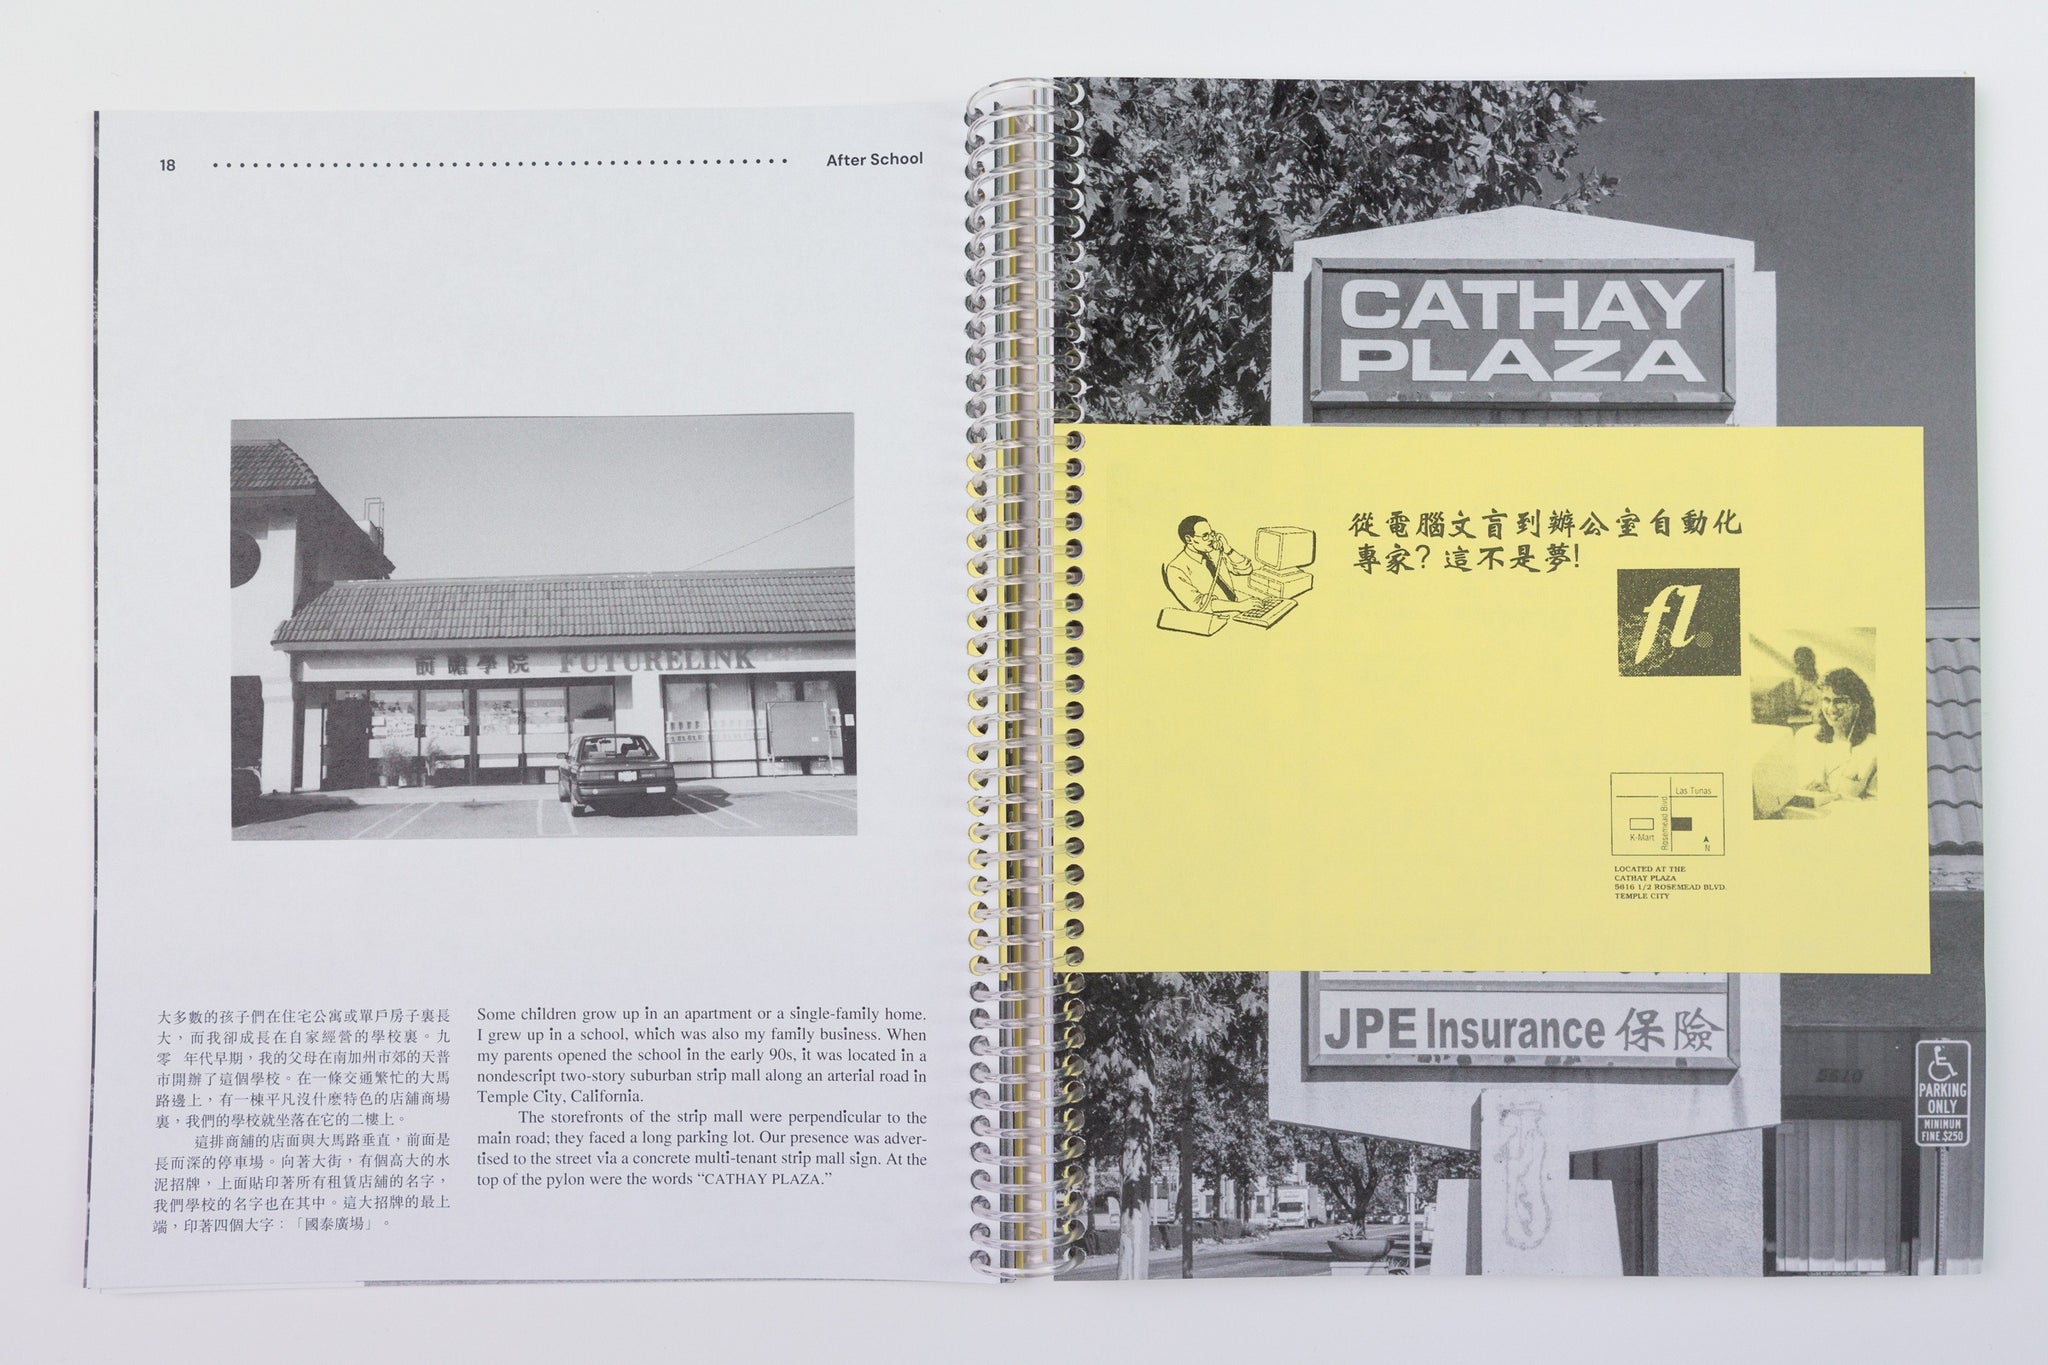 18
After School
前瞻學院 FUTURELINK
大多數的孩子們在住宅公寓或單戶房子裏長
大，而我卻成長在自家經營的學校裏。九
零 年代早期，我的父母在南加州市郊的天普
市開辦了這個學校。在一條交通繁忙的大馬
路邊上，有一棟平凡沒什麼特色的店舖商場
裏，我們的學校就坐落在它的二樓上。
這排商舖的店面與大馬路垂直，前面是
長而深的停車場。向著大街，有個高大的水
泥招牌，上面貼印著所有租賃店舖的名字，
我們學校的名字也在其中。這大招牌的最上
端，印著四個大字：「國泰廣場」。
Some children grow up in an apartment or a single-family home.
I grew up in a school, which was also my family business. When
my parents opened the school in the early 90s, it was located in a
nondescript two-story suburban strip mall along an arterial road in
Temple City, California.
The storefronts of the strip mall were perpendicular to the
main road; they faced a long parking lot. Our presence was adver-
tised to the street via a concrete multi-tenant strip mall sign. At the
top of the pylon were the words “CATHAY PLAZA.”
CATHAY
PLAZA
從電腦文盲到辦公室自動化
專家? 這不是夢!
fl.
Las Tunas
Rosemead Blvd
K-Mart
N
LOCATED AT THE
CATHAY PLAZA
5616 1/2 ROSEMEAD BLVD.
TEMPLE CITY
JPE Insurance 保險
5610
PARKING
ONLY
MINIMUM
FINE $250